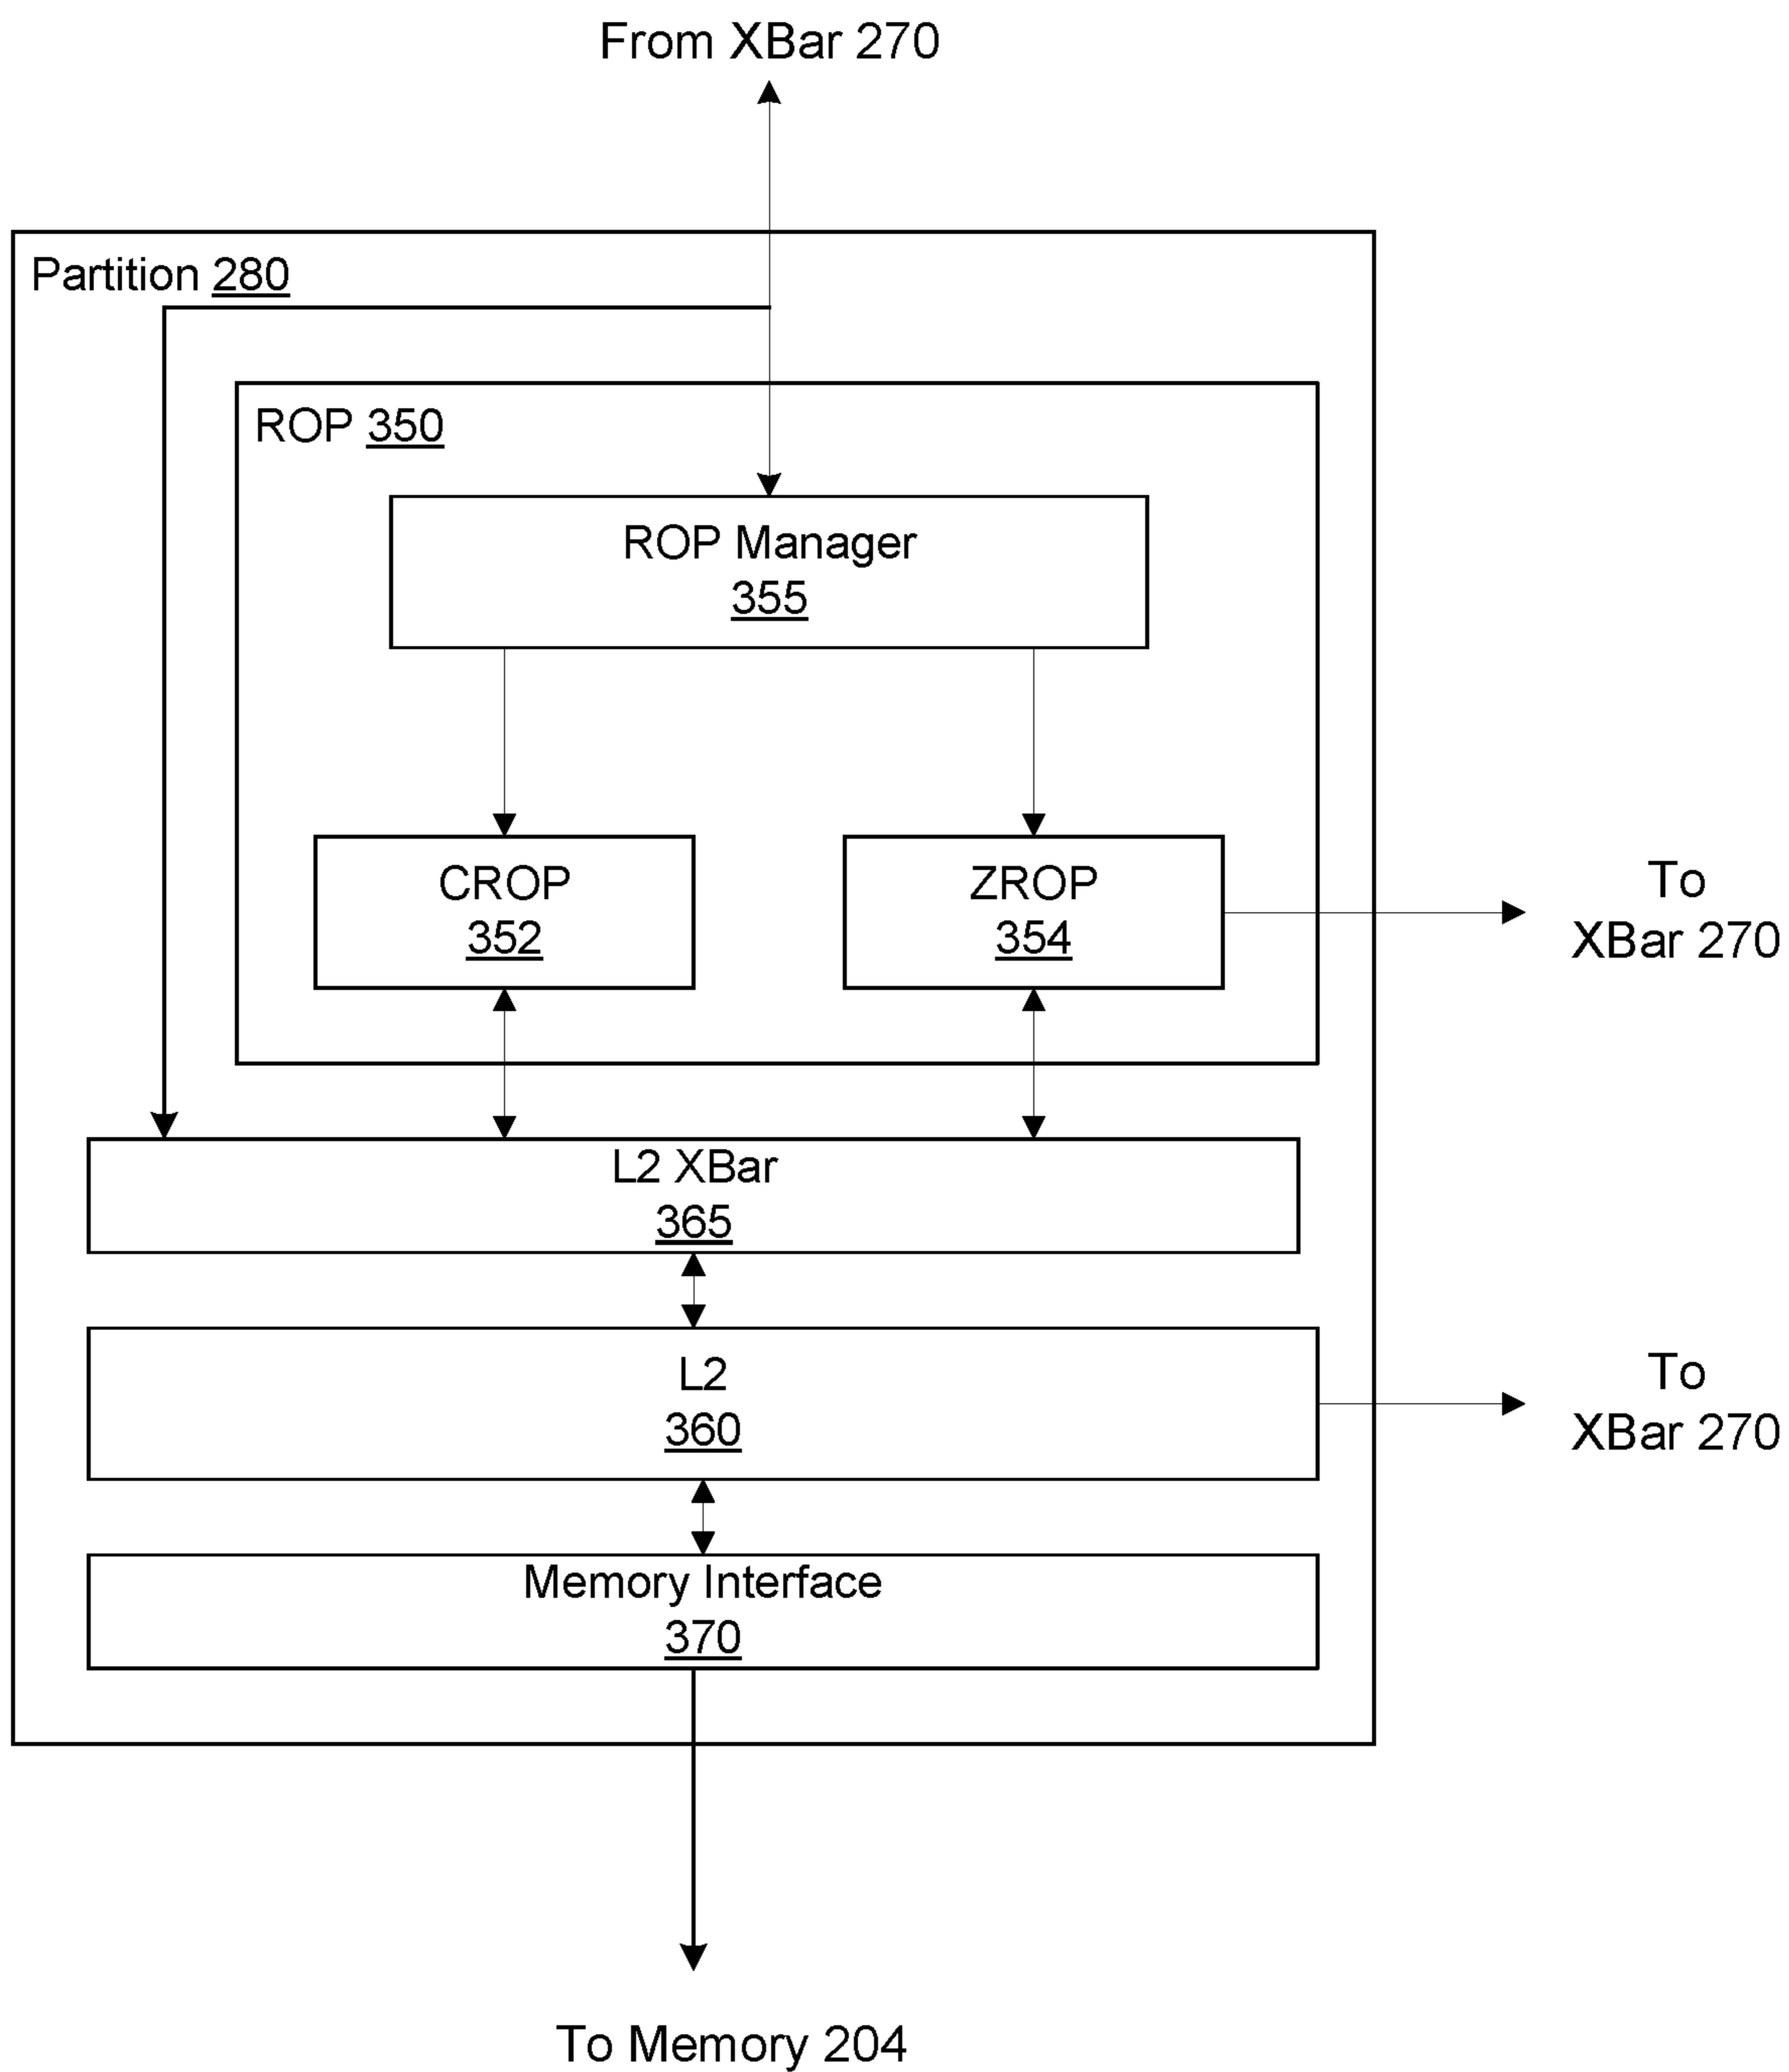 From XBar 270
Partition 280
ROP 350
ROP Manager
355
CROP
352
ZROP
354
To
XBar 270
L2 XBar
365
L2
360
To
XBar 270
Memory Interface
370
To Memory 204